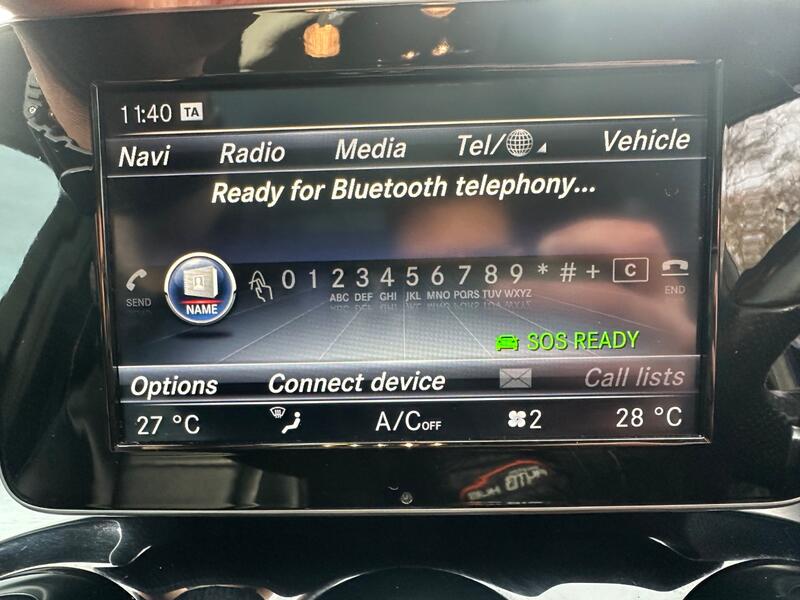 11:40 TA
Navi Radio Media Tel/ Vehicle
Ready for Bluetooth telephony...
SEND NAME 0 1 2 3 4 5 6 7 8 9 * # + C END
ABC DEF GHI JKL MNO PQRS TUV WXYZ
SOS READY
Options Connect device Call lists
27 °C A/C OFF 2 28 °C